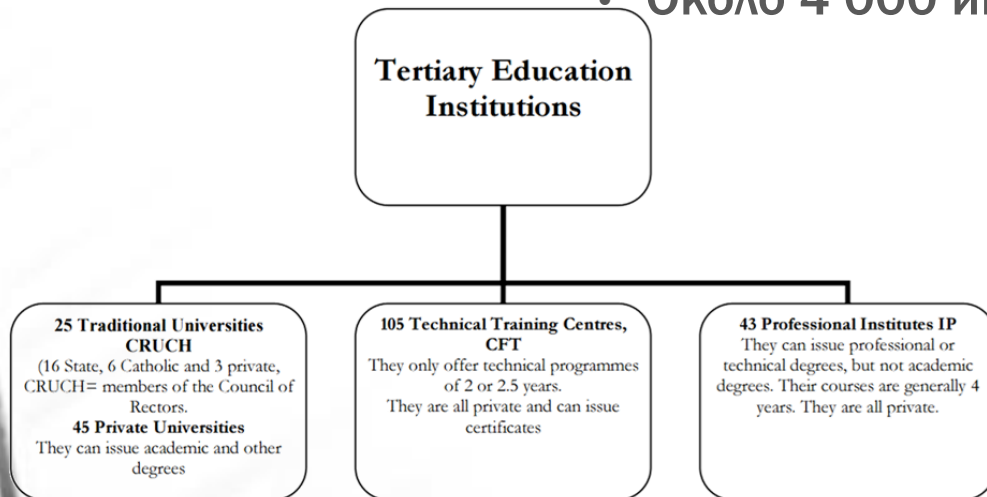 • Около 4 000
Tertiary Education
Institutions
25 Traditional Universities
CRUCH
(16 State, 6 Catholic and 3 private,
CRUCH= members of the Council of
Rectors.
45 Private Universities
They can issue academic and other
degrees
105 Technical Training Centres,
CFT
They only offer technical programmes
of 2 or 2.5 years.
They are all private and can issue
certificates
43 Professional Institutes IP
They can issue professional or
technical degrees, but not academic
degrees. Their courses are generally 4
years. They are all private.